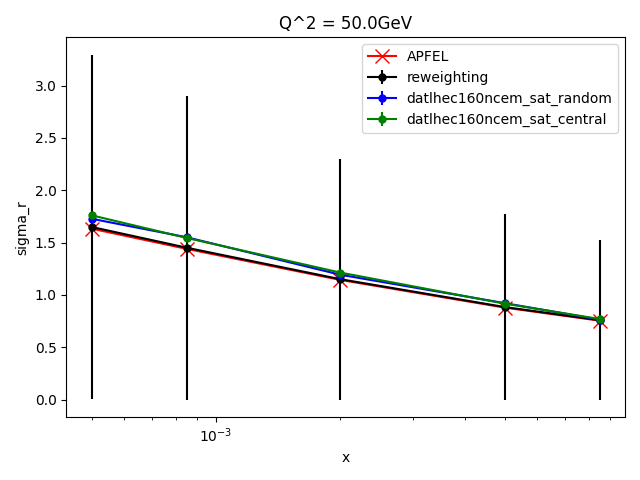 Q^2 = 50.0GeV
APFEL
reweighting
datlhec160ncem_sat_random
datlhec160ncem_sat_central
sigma_r
3.0
2.5
2.0
1.5
1.0
0.5
0.0
10⁻³
x